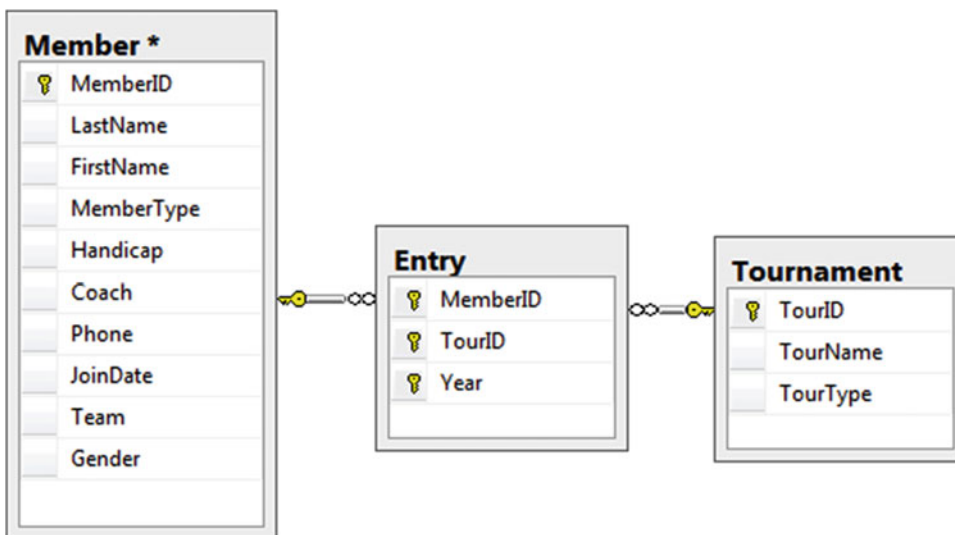 Member *
MemberID
LastName
FirstName
MemberType
Handicap
Coach
Phone
JoinDate
Team
Gender
Entry
MemberID
TourID
Year
Tournament
TourID
TourName
TourType